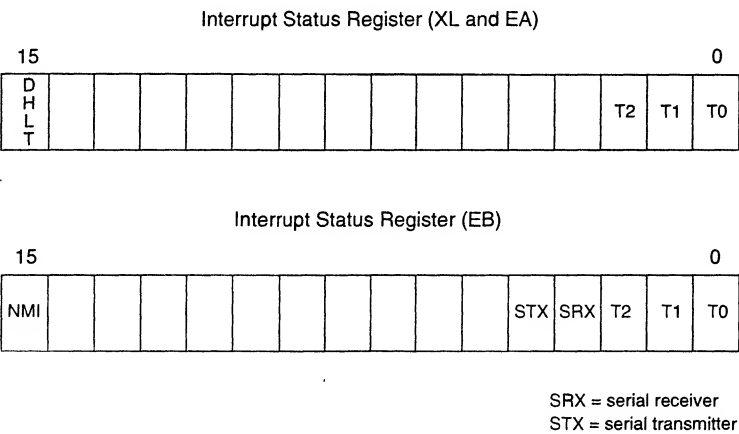 Interrupt Status Register (XL and EA)
15 0
DHLT T2 T1 T0
Interrupt Status Register (EB)
15 0
NMI STX SRX T2 T1 T0
SRX = serial receiver
STX = serial transmitter